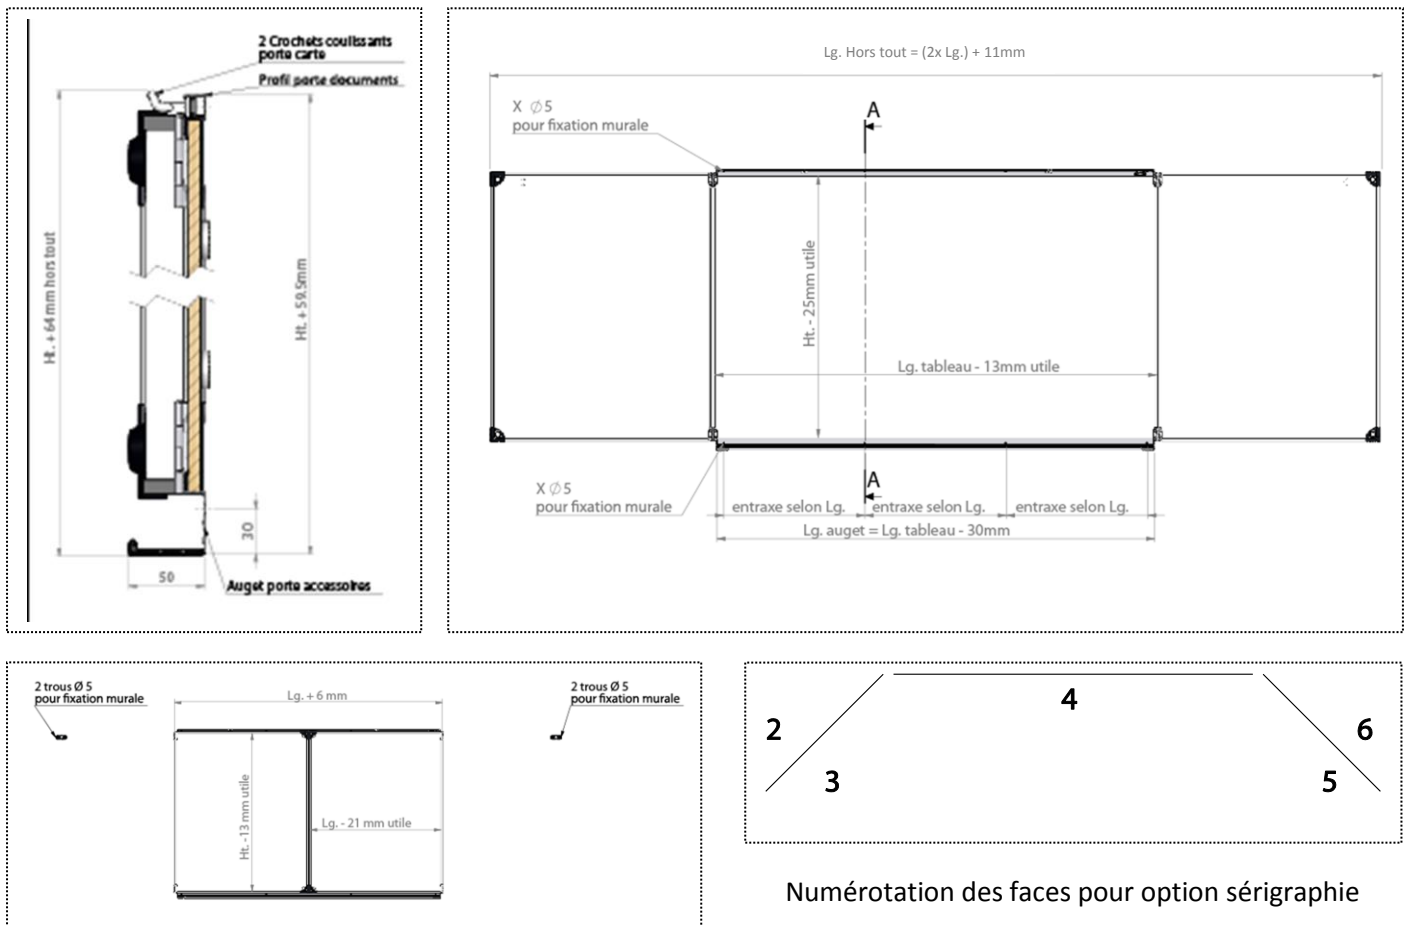 2 Crochets coulissants
porte carte
Profil porte documents
Ht. + 64 mm hors tout
Ht. + 59.5mm
30
50
Auget porte accessoires
Lg. Hors tout = (2x Lg.) + 11mm
X Ø 5
pour fixation murale
A
Ht. - 25mm utile
Lg. tableau - 13mm utile
X Ø 5
pour fixation murale
A
entraxe selon Lg.
entraxe selon Lg.
entraxe selon Lg.
Lg. auget = Lg. tableau - 30mm
2 trous Ø 5
pour fixation murale
Lg. + 6 mm
2 trous Ø 5
pour fixation murale
Ht. -13 mm utile
Lg. - 21 mm utile
4
2
6
3
5
Numérotation des faces pour option sérigraphie